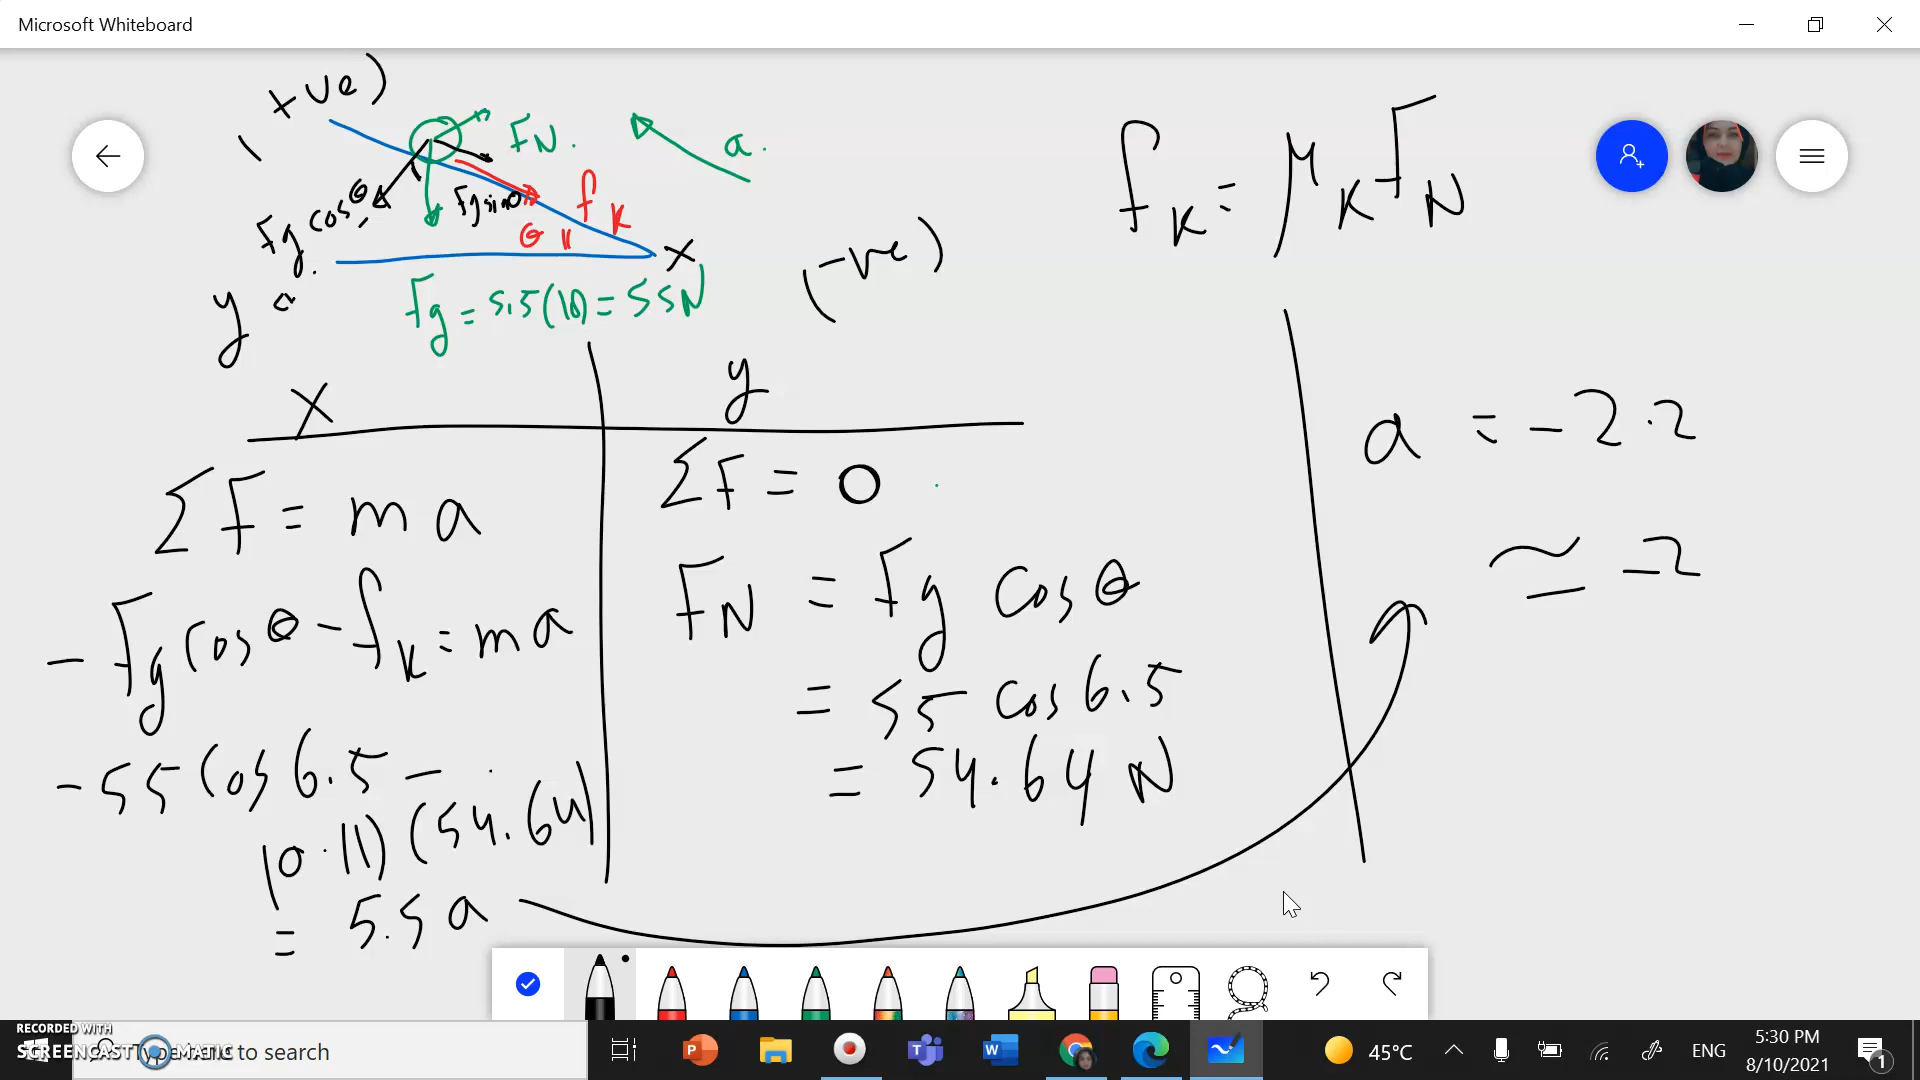 Microsoft Whiteboard
(+ve)
FN.
a.
Fg cosθ
Fg sinθ
fk
θ
x
y
Fg = 5.5(10) = 55N
(-ve)
fk = μK FN
x
y
ΣF = ma
-Fg cosθ - fk = ma
-55 cos 6.5 -
(0.11) (54.64)
= 5.5 a
ΣF = 0
FN = Fg cosθ
= 55 cos 6.5
= 54.64 N
a = -2.2
≃ -2
RECORDED WITH
SCREENCAST MATIC
Type here to search
45°C
ENG
5:30 PM
8/10/2021
1